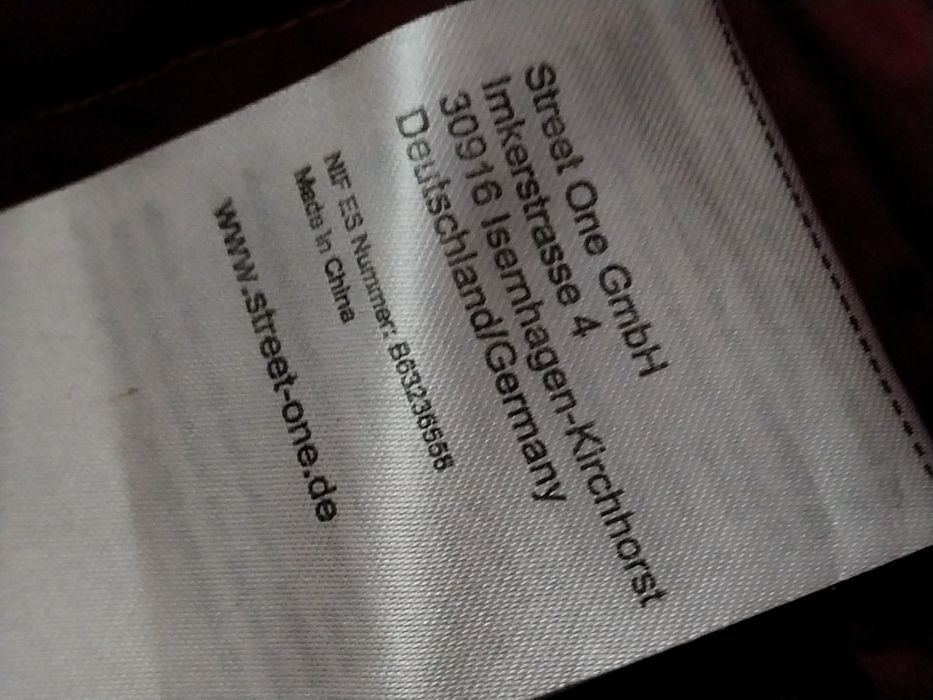 Street One GmbH
Imkerstrasse 4
30916 Isernhagen-Kirchhorst
Deutschland/Germany
NIF ES Nummer: B63236556
Made in China
www.street-one.de